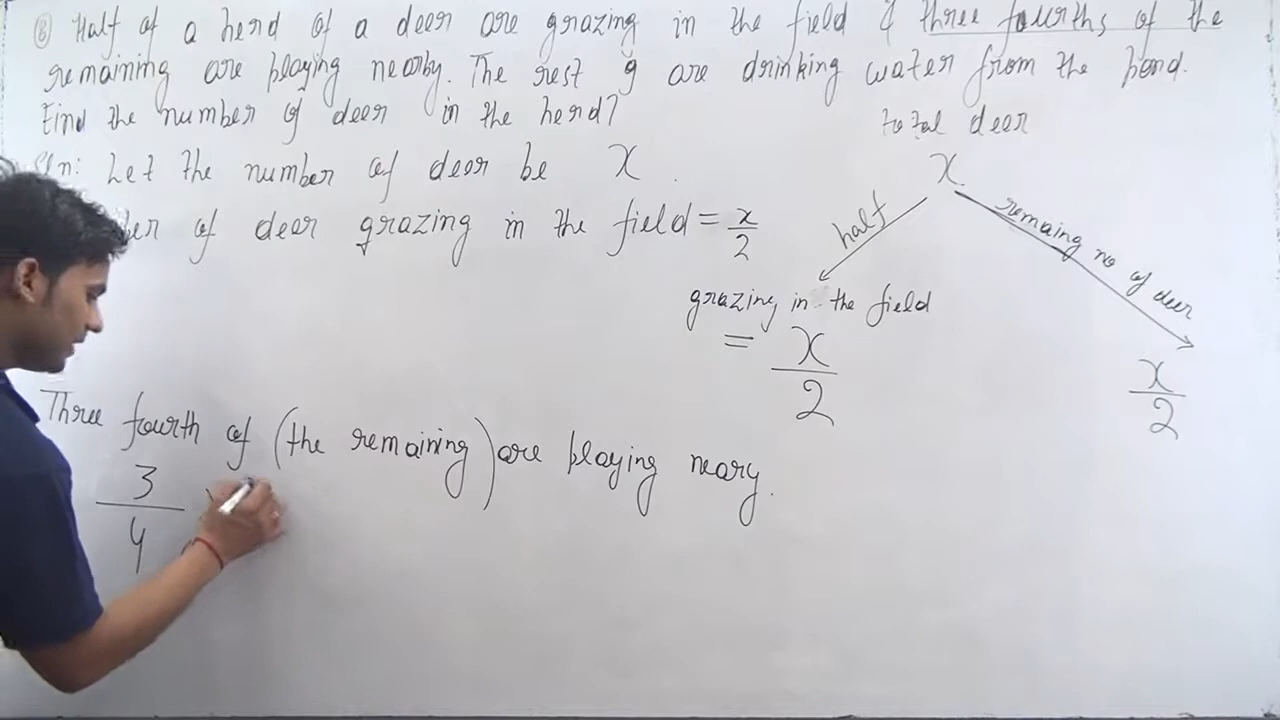 ⑧ Half of a herd of a deer are grazing in the field & three fourths of the
remaining are playing nearby. The rest 9 are drinking water from the pond.
Find the number of deer in the herd?
total deer
Sln: Let the number of deer be x.
x
half
remaing no of deer
ber of deer grazing in the field = x/2
grazing in the field
= x/2
x/2
Three fourth of (the remaining) are playing neary.
3/4